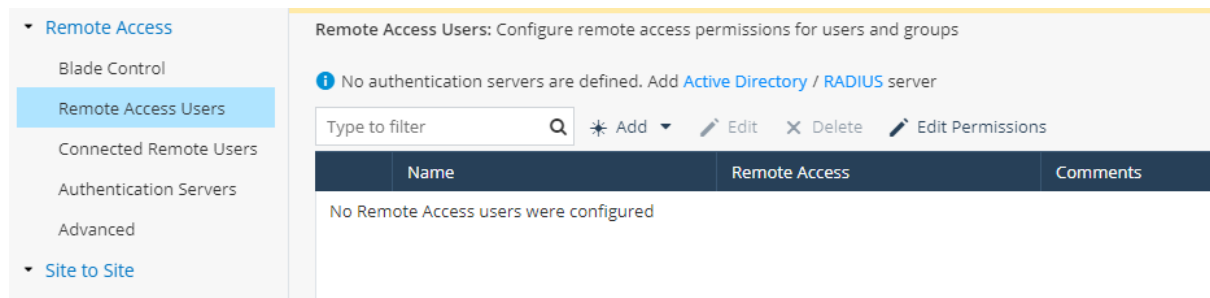 Remote Access
Blade Control
Remote Access Users
Connected Remote Users
Authentication Servers
Advanced
Site to Site
Remote Access Users: Configure remote access permissions for users and groups
No authentication servers are defined. Add Active Directory / RADIUS server
Type to filter Add Edit Delete Edit Permissions
Name Remote Access Comments
No Remote Access users were configured